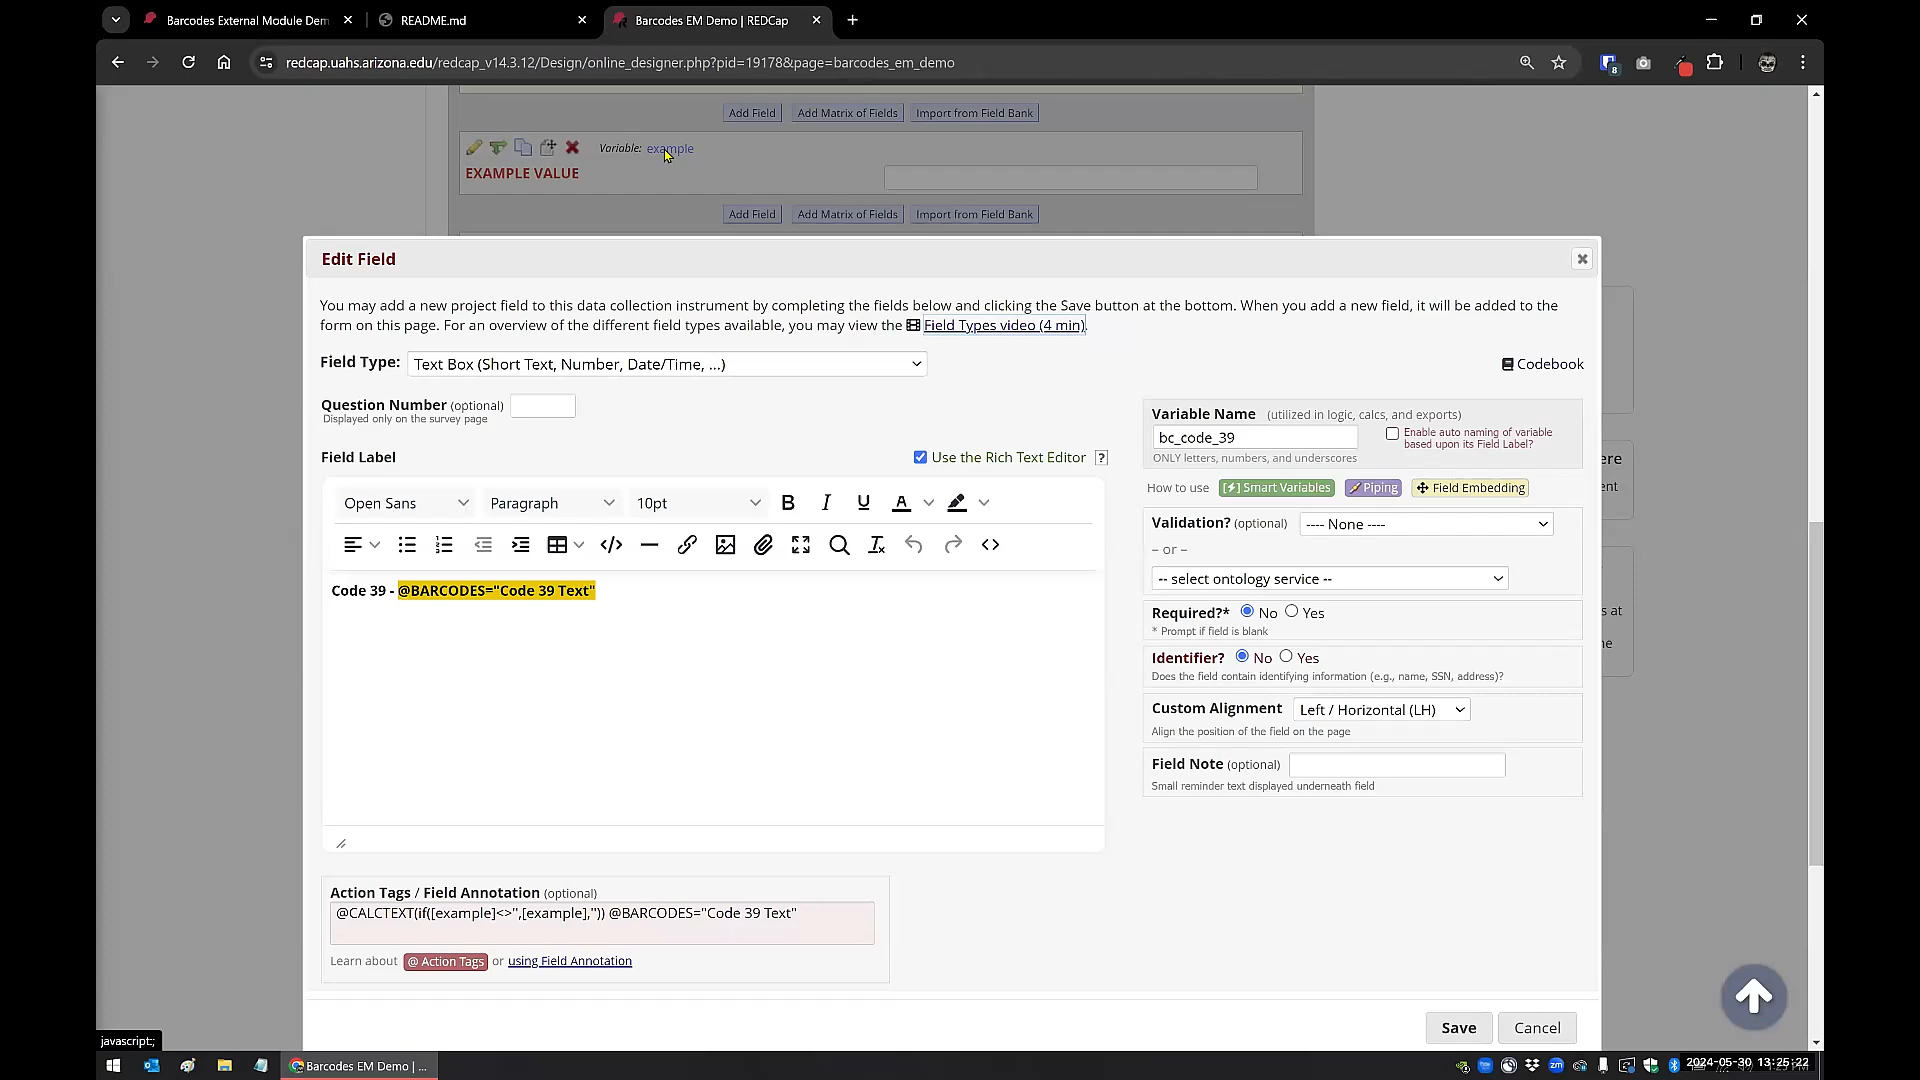 Barcodes External Module Dem
README.md
Barcodes EM Demo | REDCap
redcap.uahs.arizona.edu/redcap_v14.3.12/Design/online_designer.php?pid=19178&page=barcodes_em_demo
8
Add Field
Add Matrix of Fields
Import from Field Bank
Variable: example
EXAMPLE VALUE
Add Field
Add Matrix of Fields
Import from Field Bank
Edit Field
You may add a new project field to this data collection instrument by completing the fields below and clicking the Save button at the bottom. When you add a new field, it will be added to the
form on this page. For an overview of the different field types available, you may view the Field Types video (4 min).
Field Type: Text Box (Short Text, Number, Date/Time, ...)
Codebook
Question Number (optional)
Displayed only on the survey page
Variable Name (utilized in logic, calcs, and exports)
bc_code_39
Enable auto naming of variable
based upon its Field Label?
ONLY letters, numbers, and underscores
Field Label
Use the Rich Text Editor ?
How to use [⚡] Smart Variables Piping Field Embedding
Open Sans
Paragraph
10pt
B I U A
Validation? (optional) ---- None ----
– or –
-- select ontology service --
Code 39 - @BARCODES="Code 39 Text"
Required?* No Yes
* Prompt if field is blank
Identifier? No Yes
Does the field contain identifying information (e.g., name, SSN, address)?
Custom Alignment Left / Horizontal (LH)
Align the position of the field on the page
Field Note (optional)
Small reminder text displayed underneath field
ere
ent
s at
ne
Action Tags / Field Annotation (optional)
@CALCTEXT(if([example]<>'',[example],'')) @BARCODES="Code 39 Text"
Learn about @ Action Tags or using Field Annotation
Save
Cancel
javascript:;
Barcodes EM Demo | ...
zm
2024-05-30 13:25:22